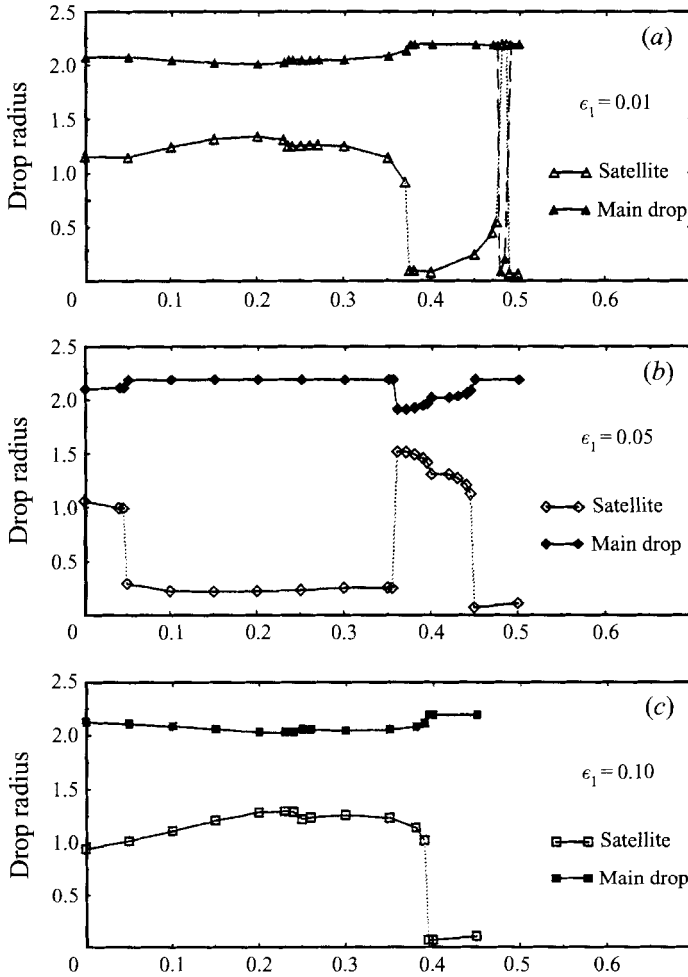 2.5
(a)
2.0
ϵ₁ = 0.01
1.5
Satellite
1.0
Main drop
0.5
Drop radius
0 0.1 0.2 0.3 0.4 0.5 0.6
2.5
(b)
2.0
ϵ₁ = 0.05
1.5
Satellite
1.0
Main drop
0.5
Drop radius
0 0.1 0.2 0.3 0.4 0.5 0.6
2.5
(c)
2.0
ϵ₁ = 0.10
1.5
Satellite
1.0
Main drop
0.5
Drop radius
0 0.1 0.2 0.3 0.4 0.5 0.6